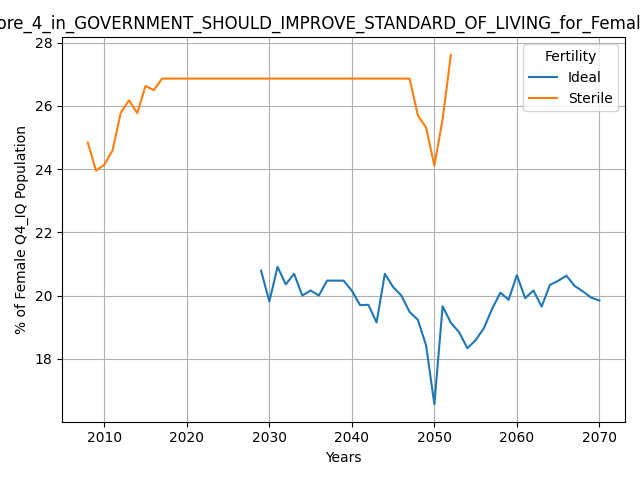 ore_4_in_GOVERNMENT_SHOULD_IMPROVE_STANDARD_OF_LIVING_for_Femal
28
26
24
22
20
18
% of Female Q4_IQ Population
Fertility
Ideal
Sterile
2010 2020 2030 2040 2050 2060 2070
Years